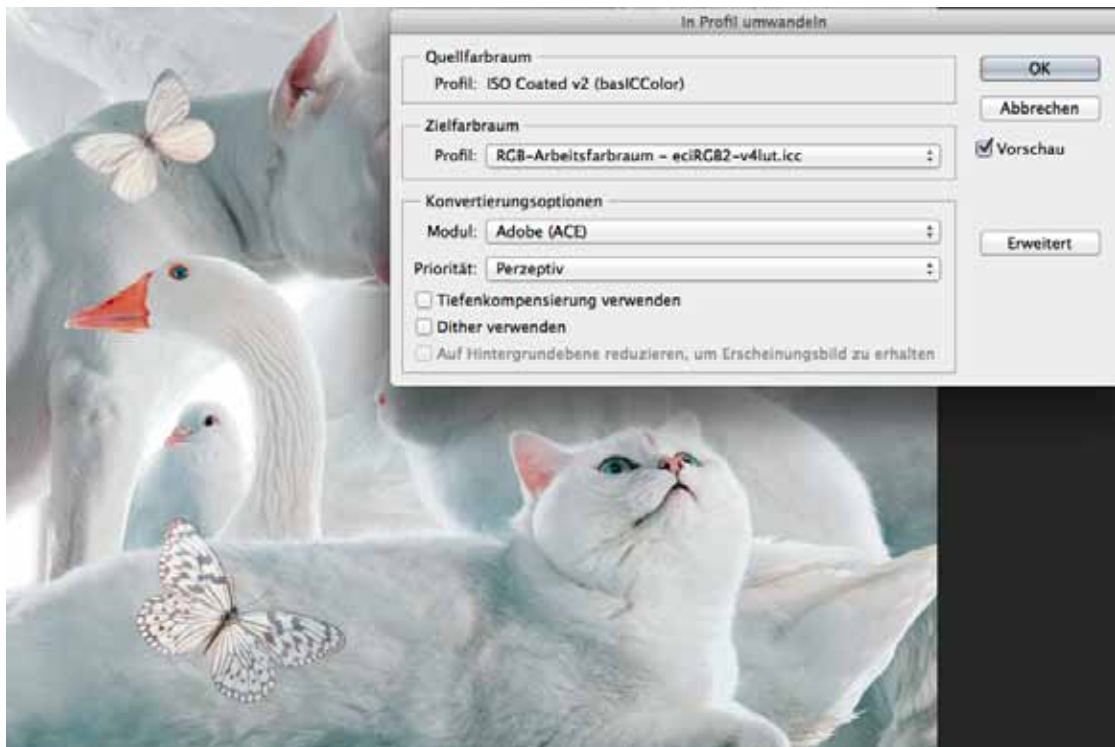 In Profil umwandeln
Quellfarbraum
Profil: ISO Coated v2 (basICColor)
Zielfarbraum
Profil: RGB-Arbeitsfarbraum - eciRGB2-v4lut.icc
Konvertierungsoptionen
Modul: Adobe (ACE)
Priorität: Perzeptiv
Tiefenkompensierung verwenden
Dither verwenden
Auf Hintergrundebene reduzieren, um Erscheinungsbild zu erhalten
OK
Abbrechen
Vorschau
Erweitert